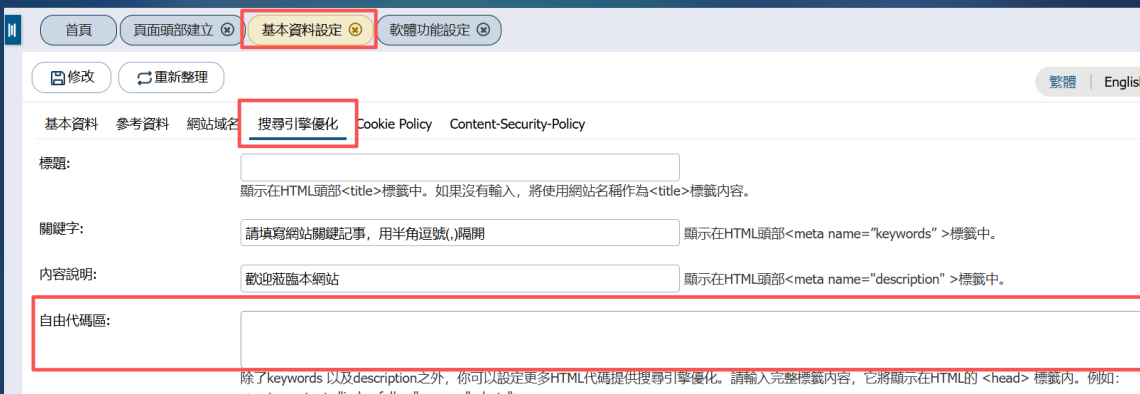 首頁 頁面頭部建立 基本資料設定 軟體功能設定
修改 重新整理 繁體 English
基本資料 參考資料 網站域名 搜尋引擎優化 Cookie Policy Content-Security-Policy
標題:
顯示在HTML頭部<title>標籤中。如果沒有輸入，將使用網站名稱作為<title>標籤內容。
關鍵字: 請填寫網站關鍵記事，用半角逗號(,)隔開 顯示在HTML頭部<meta name="keywords" >標籤中。
內容說明: 歡迎蒞臨本網站 顯示在HTML頭部<meta name="description" >標籤中。
自由代碼區:
除了keywords 以及description之外，你可以設定更多HTML代碼提供搜尋引擎優化。請輸入完整標籤內容，它將顯示在HTML的 <head> 標籤內。例如: